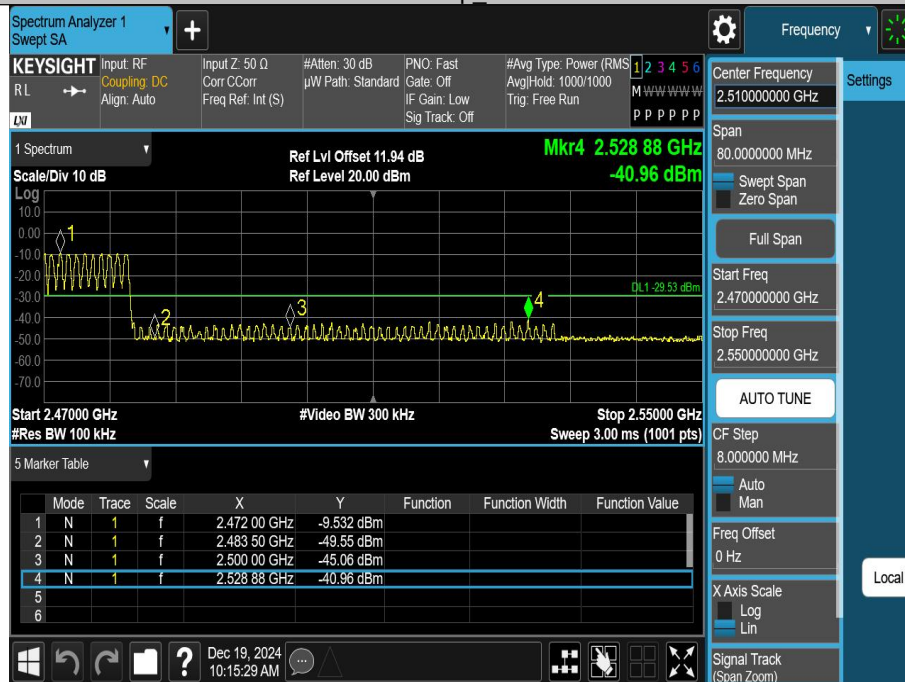 Spectrum Analyzer 1
Swept SA
+
Frequency
KEYSIGHT
RL
LXI
Input: RF
Coupling: DC
Align: Auto
Input Z: 50 Ω
Corr CCorr
Freq Ref: Int (S)
#Atten: 30 dB
µW Path: Standard
PNO: Fast
Gate: Off
IF Gain: Low
Sig Track: Off
#Avg Type: Power (RMS
Avg|Hold: 1000/1000
Trig: Free Run
1 2 3 4 5 6
M W W W W W
P P P P P P
1 Spectrum
Scale/Div 10 dB
Log
Ref Lvl Offset 11.94 dB
Ref Level 20.00 dBm
Mkr4 2.528 88 GHz
-40.96 dBm
10.0
0.00
-10.0
-20.0
-30.0
-40.0
-50.0
-60.0
-70.0
1
2
3
4
DL1 -29.53 dBm
Start 2.47000 GHz
#Res BW 100 kHz
#Video BW 300 kHz
Stop 2.55000 GHz
Sweep 3.00 ms (1001 pts)
5 Marker Table
Mode Trace Scale X Y Function Function Width Function Value
1 N 1 f 2.472 00 GHz -9.532 dBm
2 N 1 f 2.483 50 GHz -49.55 dBm
3 N 1 f 2.500 00 GHz -45.06 dBm
4 N 1 f 2.528 88 GHz -40.96 dBm
5
6
?
Dec 19, 2024
10:15:29 AM
Center Frequency
2.510000000 GHz
Settings
Span
80.0000000 MHz
Swept Span
Zero Span
Full Span
Start Freq
2.470000000 GHz
Stop Freq
2.550000000 GHz
AUTO TUNE
CF Step
8.000000 MHz
Auto
Man
Freq Offset
0 Hz
Local
X Axis Scale
Log
Lin
Signal Track
(Span Zoom)